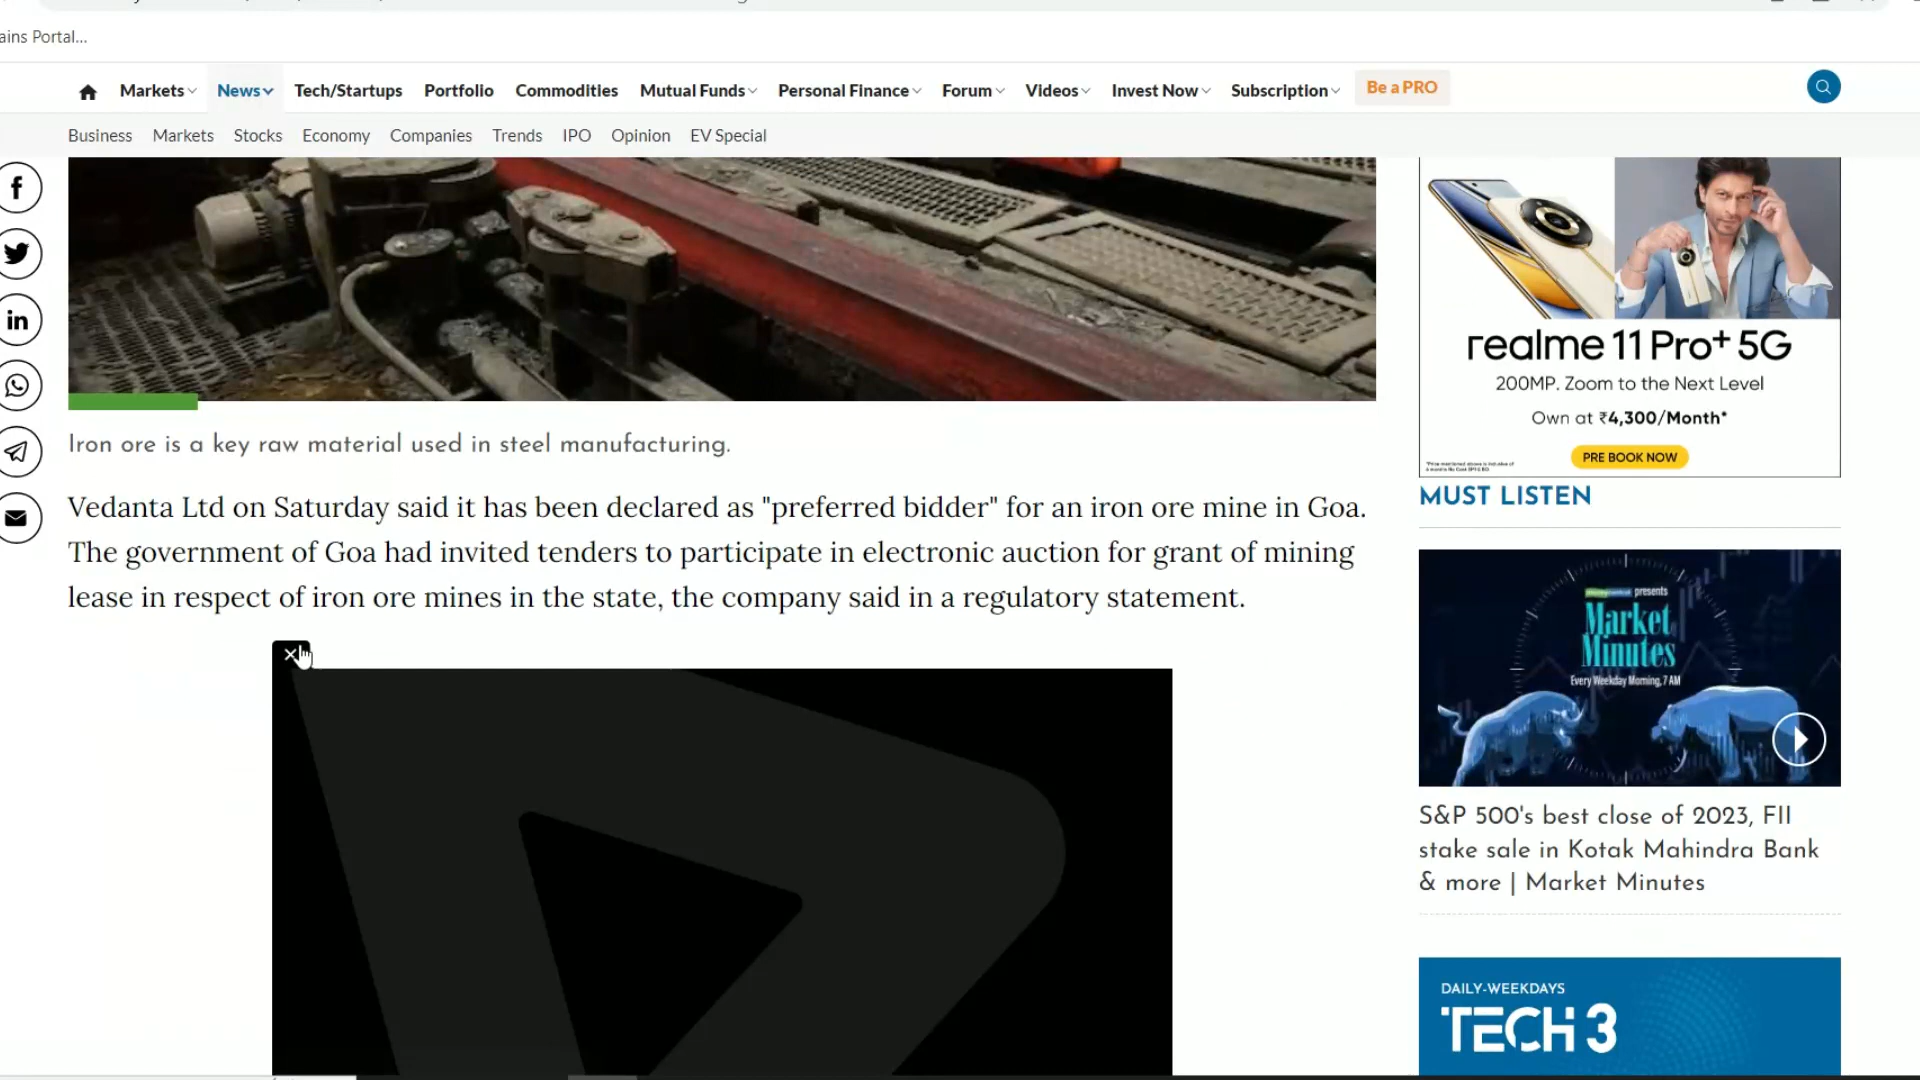 ains Portal...
Markets News Tech/Startups Portfolio Commodities Mutual Funds Personal Finance Forum Videos Invest Now Subscription Be a PRO
Business Markets Stocks Economy Companies Trends IPO Opinion EV Special
realme 11 Pro+ 5G
200MP. Zoom to the Next Level
Own at ₹4,300/Month*
PRE BOOK NOW
Iron ore is a key raw material used in steel manufacturing.
Vedanta Ltd on Saturday said it has been declared as "preferred bidder" for an iron ore mine in Goa.
The government of Goa had invited tenders to participate in electronic auction for grant of mining
lease in respect of iron ore mines in the state, the company said in a regulatory statement.
MUST LISTEN
presents
Market
Minutes
Every Weekday Morning, 7 AM
S&P 500's best close of 2023, FII
stake sale in Kotak Mahindra Bank
& more | Market Minutes
DAILY-WEEKDAYS
TECH 3